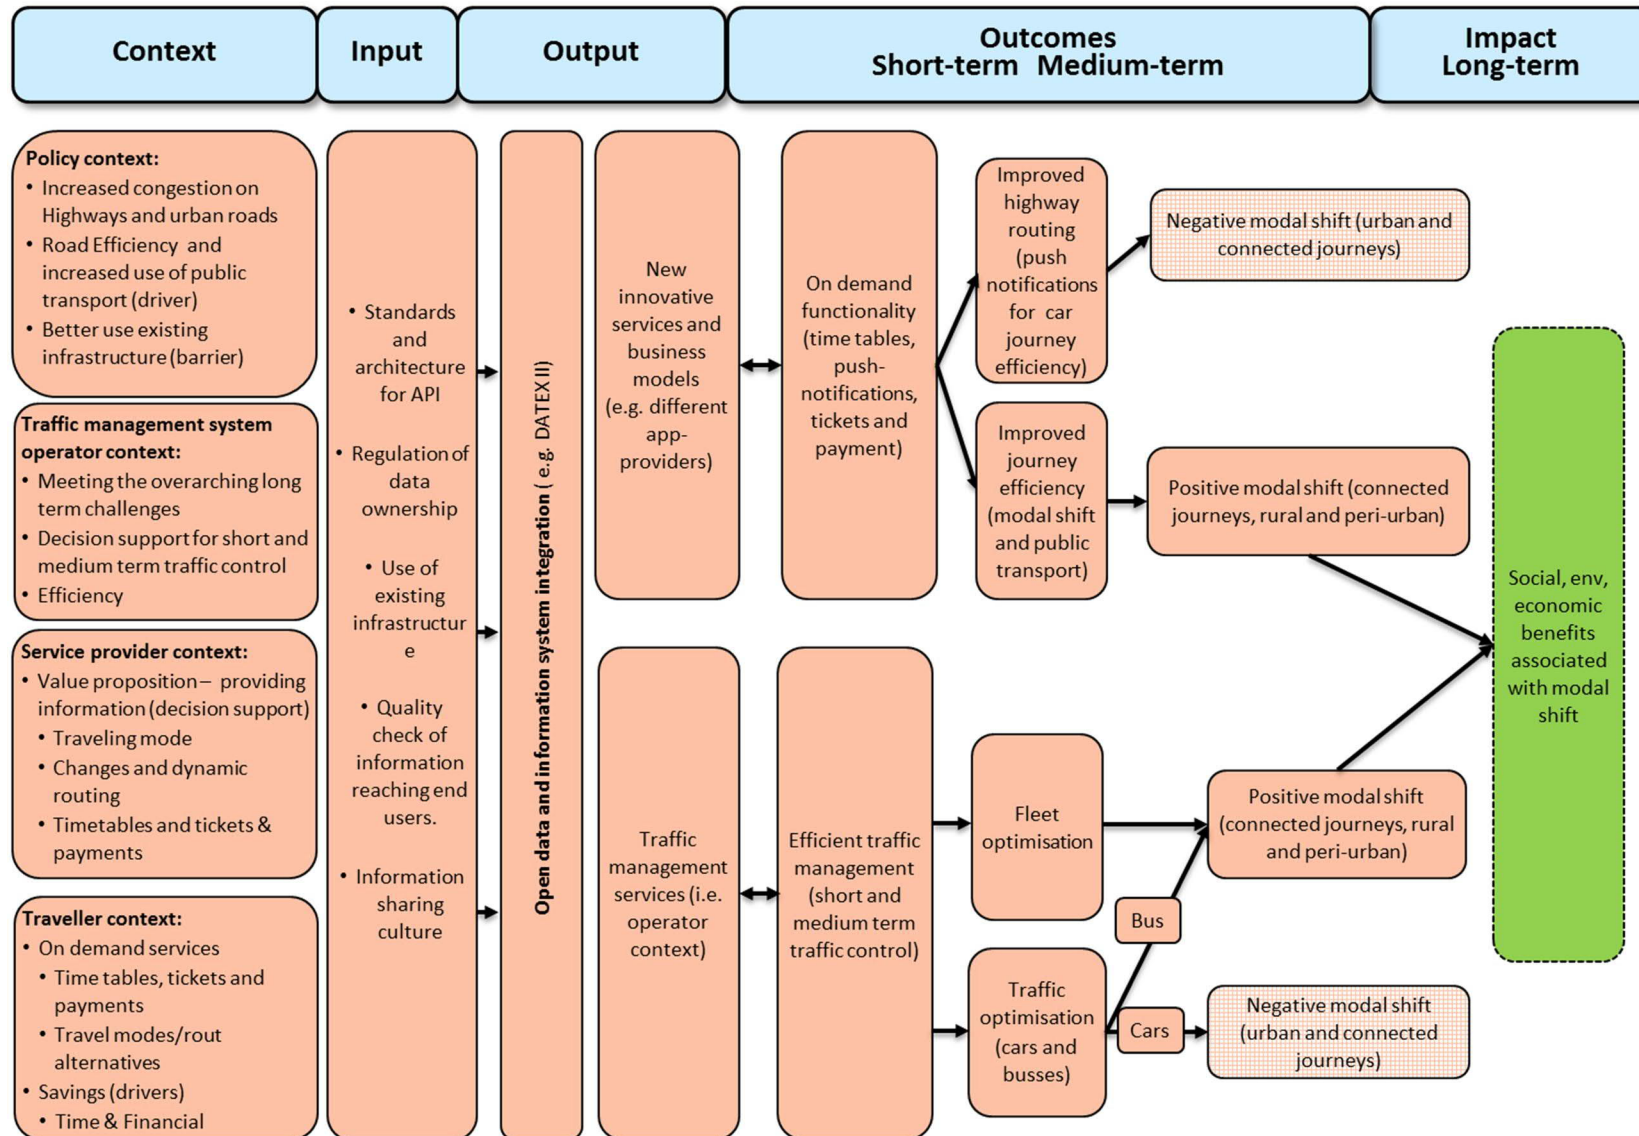 Context
Input
Output
Outcomes
Short-term Medium-term
Impact
Long-term
Policy context:
• Increased congestion on
Highways and urban roads
• Road Efficiency and
increased use of public
transport (driver)
• Better use existing
infrastructure (barrier)
Traffic management system
operator context:
• Meeting the overarching long
term challenges
• Decision support for short and
medium term traffic control
• Efficiency
Service provider context:
• Value proposition – providing
information (decision support)
• Traveling mode
• Changes and dynamic
routing
• Timetables and tickets &
payments
Traveller context:
• On demand services
• Time tables, tickets and
payments
• Travel modes/rout
alternatives
• Savings (drivers)
• Time & Financial
• Standards
and
architecture
for API
• Regulation of
data
ownership
• Use of
existing
infrastructur
e
• Quality
check of
information
reaching end
users.
• Information
sharing
culture
Open data and information system integration ( e.g. DATEX II)
New
innovative
services and
business
models
(e.g. different
app-
providers)
Traffic
management
services (i.e.
operator
context)
On demand
functionality
(time tables,
push-
notifications,
tickets and
payment)
Efficient traffic
management
(short and
medium term
traffic control)
Improved
highway
routing
(push
notifications
for car
journey
efficiency)
Improved
journey
efficiency
(modal shift
and public
transport)
Fleet
optimisation
Traffic
optimisation
(cars and
busses)
Bus
Cars
Negative modal shift (urban and
connected journeys)
Positive modal shift (connected
journeys, rural and peri-urban)
Positive modal shift
(connected journeys, rural
and peri-urban)
Negative modal shift
(urban and connected
journeys)
Social, env,
economic
benefits
associated
with modal
shift